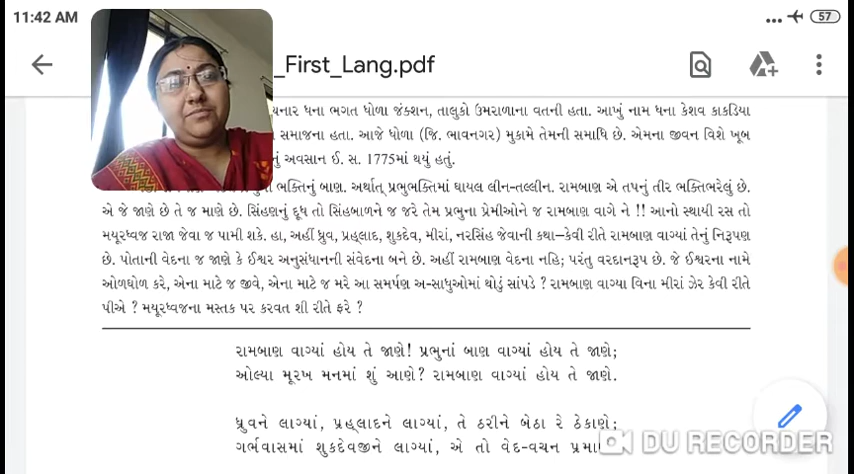 11:42 AM
57
_First_Lang.pdf
યનાર ધના ભગત ધોળા જંક્શન, તાલુકો ઉમરાળાના વતની હતા. આખું નામ ધના કેશવ કાકડિયા
સમાજના હતા. આજે ધોળા (જિ. ભાવનગર) મુકામે તેમની સમાધિ છે. એમના જીવન વિશે ખૂબ
નું અવસાન ઈ. સ. 1775માં થયું હતું.
ભક્તિનું બાણ. અર્થાત્ પ્રભુભક્તિમાં ઘાયલ લીન-તલ્લીન. રામબાણ એ તપનું તીર ભક્તિભરેલું છે.
એ જે જાણે છે તે જ માણે છે. સિંહણનું દૂધ તો સિંહબાળને જ જરે તેમ પ્રભુના પ્રેમીઓને જ રામબાણ વાગે ને !! આનો સ્થાયી રસ તો
મયૂરધ્વજ રાજા જેવા જ પામી શકે. હા, અહીં ધ્રુવ, પ્રહ્લાદ, શુકદેવ, મીરાં, નરસિંહ જેવાની કથા–કેવી રીતે રામબાણ વાગ્યાં તેનું નિરૂપણ
છે. પોતાની વેદના જ જાણે કે ઈશ્વર અનુસંધાનની સંવેદના બને છે. અહીં રામબાણ વેદના નહિ; પરંતુ વરદાનરૂપ છે. જે ઈશ્વરના નામે
ઓળઘોળ કરે, એના માટે જ જીવે, એના માટે જ મરે આ સમર્પણ અ-સાધુઓમાં થોડું સાંપડે ? રામબાણ વાગ્યા વિના મીરાં ઝેર કેવી રીતે
પીએ ? મયૂરધ્વજના મસ્તક પર કરવત શી રીતે ફરે ?
રામબાણ વાગ્યાં હોય તે જાણે! પ્રભુનાં બાણ વાગ્યાં હોય તે જાણે;
ઓલ્યા મૂરખ મનમાં શું આણે? રામબાણ વાગ્યાં હોય તે જાણે.
ધ્રુવને લાગ્યાં, પ્રહ્લાદને લાગ્યાં, તે ઠરીને બેઠા રે ઠેકાણે;
ગર્ભવાસમાં શુકદેવજીને લાગ્યાં, એ તો વેદ-વચન
DU RECORDER